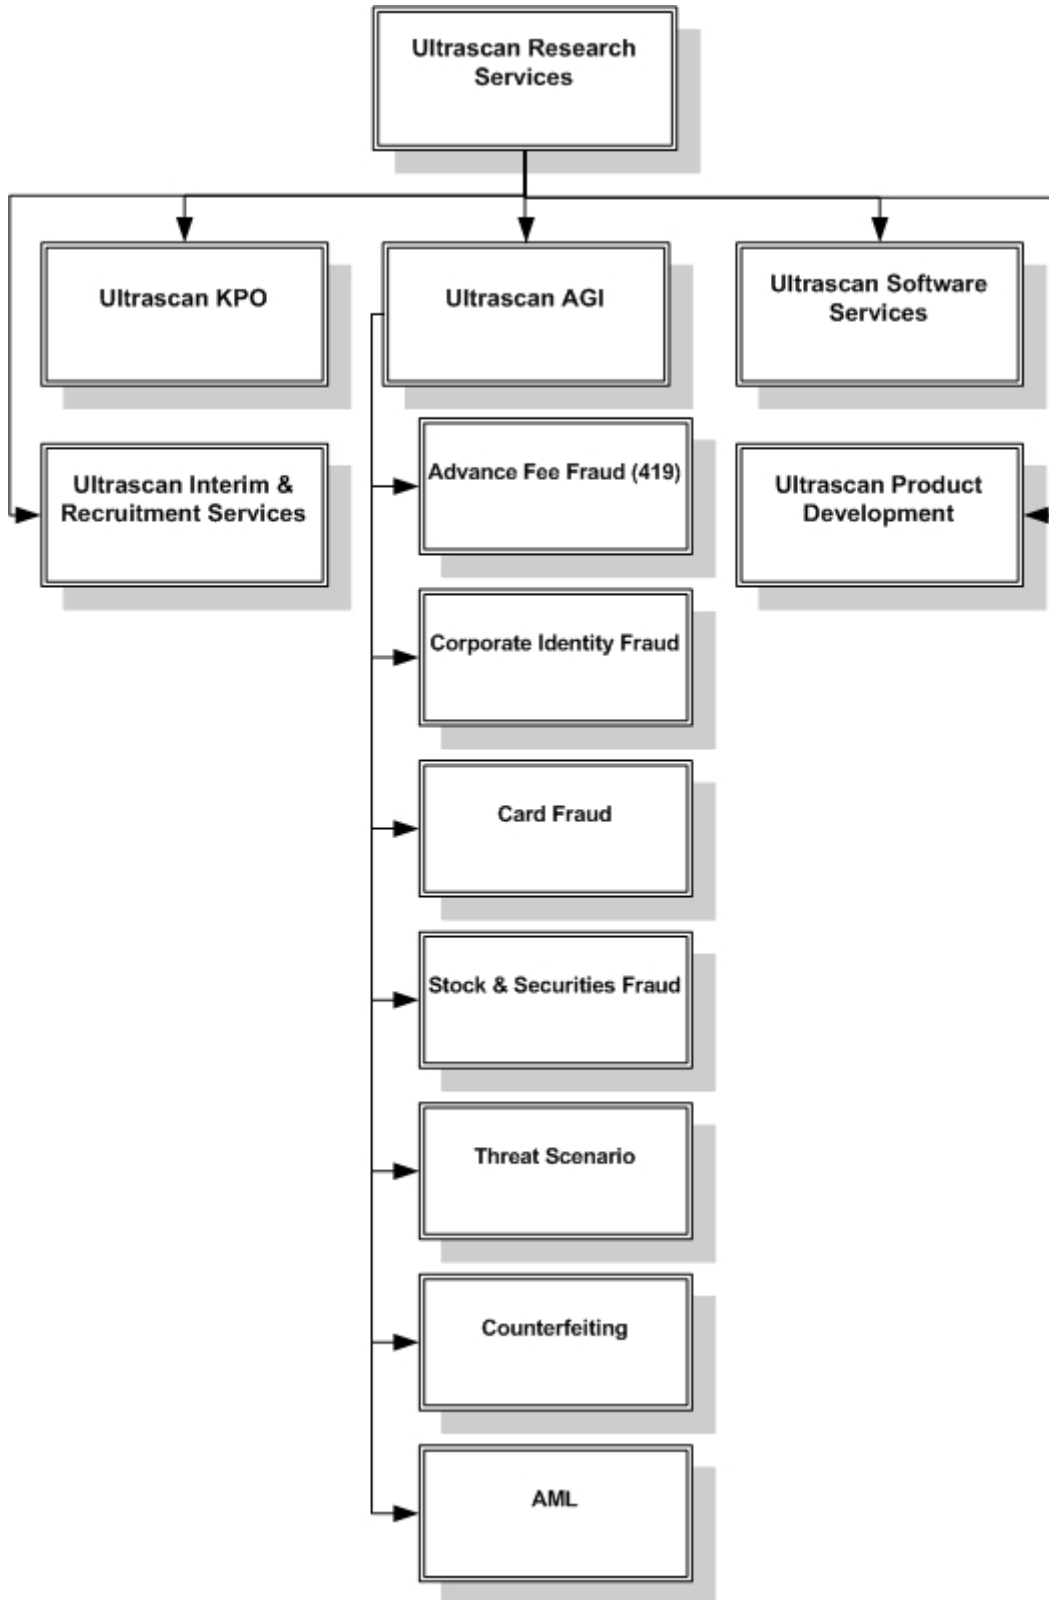 Ultrascan Research
Services
Ultrascan KPO
Ultrascan AGI
Ultrascan Software
Services
Advance Fee Fraud (419)
Ultrascan Interim &
Recruitment Services
Ultrascan Product
Development
Corporate Identity Fraud
Card Fraud
Stock & Securities Fraud
Threat Scenario
Counterfeiting
AML